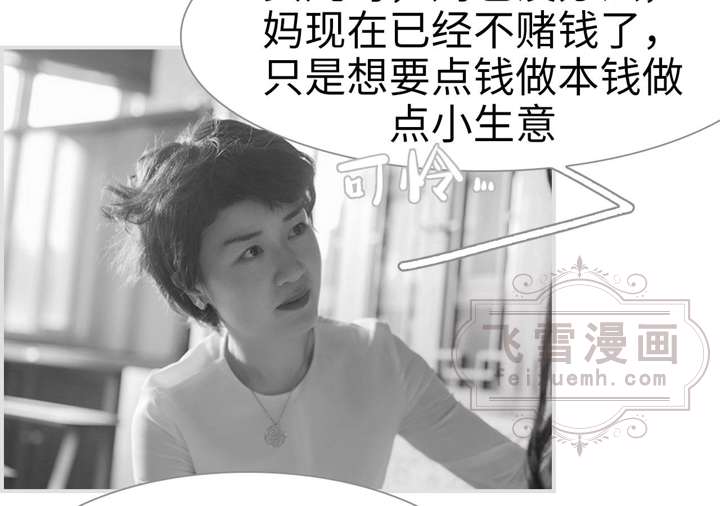 妈现在已经不赌钱了，
只是想要点钱做本钱做
点小生意
可怜...
飞雪漫画
feixuemh.com